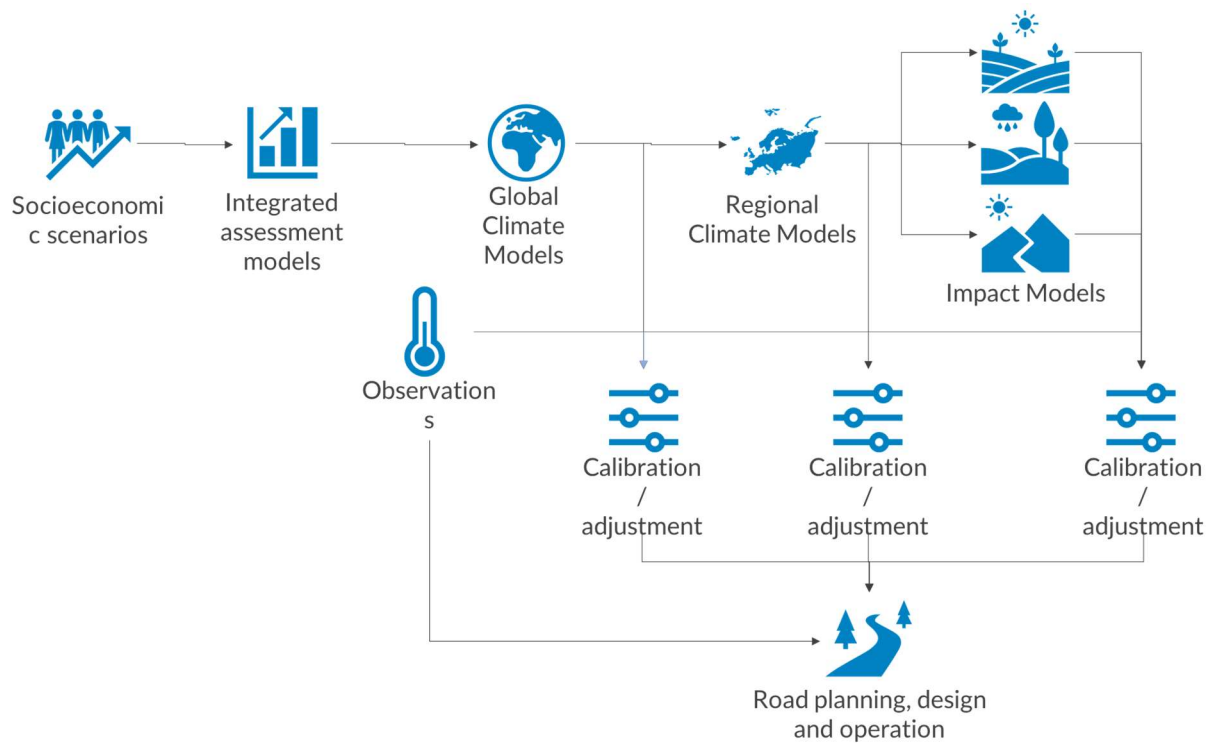 Socioeconomi
c scenarios
Integrated
assessment
models
Global
Climate
Models
Regional
Climate Models
Impact Models
Observation
s
Calibration
/
adjustment
Calibration
/
adjustment
Calibration
/
adjustment
Road planning, design
and operation